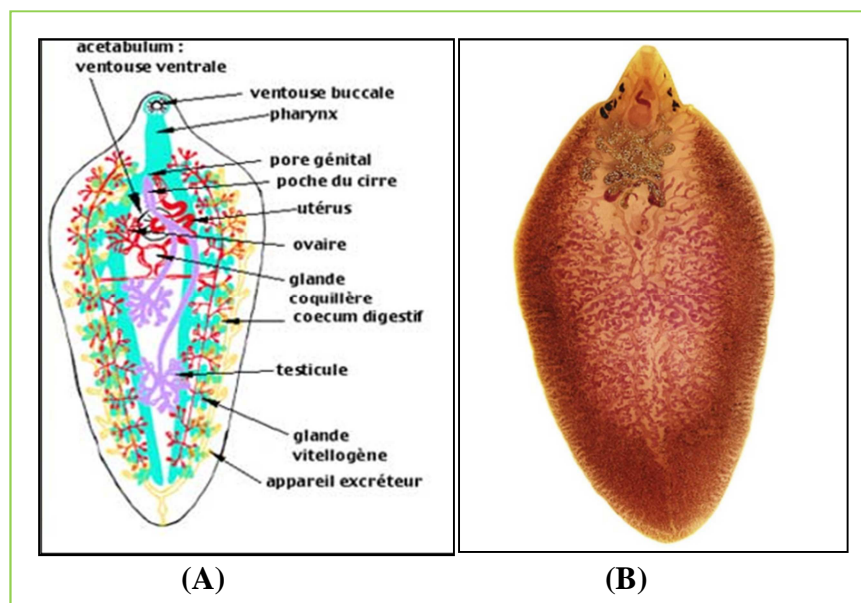 acetabulum :
ventouse ventrale
ventouse buccale
pharynx
pore génital
poche du cirre
utérus
ovaire
glande
coquillère
coecum digestif
testicule
glande
vitellogène
appareil excréteur
(A)
(B)